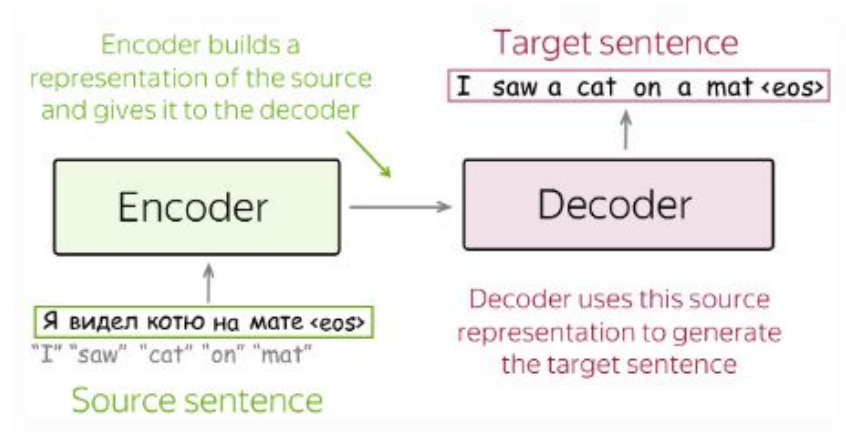 Encoder builds a
representation of the source
and gives it to the decoder
Target sentence
I saw a cat on a mat <eos>
Encoder
Decoder
Я видел котю на мате <eos>
"I" "saw" "cat" "on" "mat"
Source sentence
Decoder uses this source
representation to generate
the target sentence